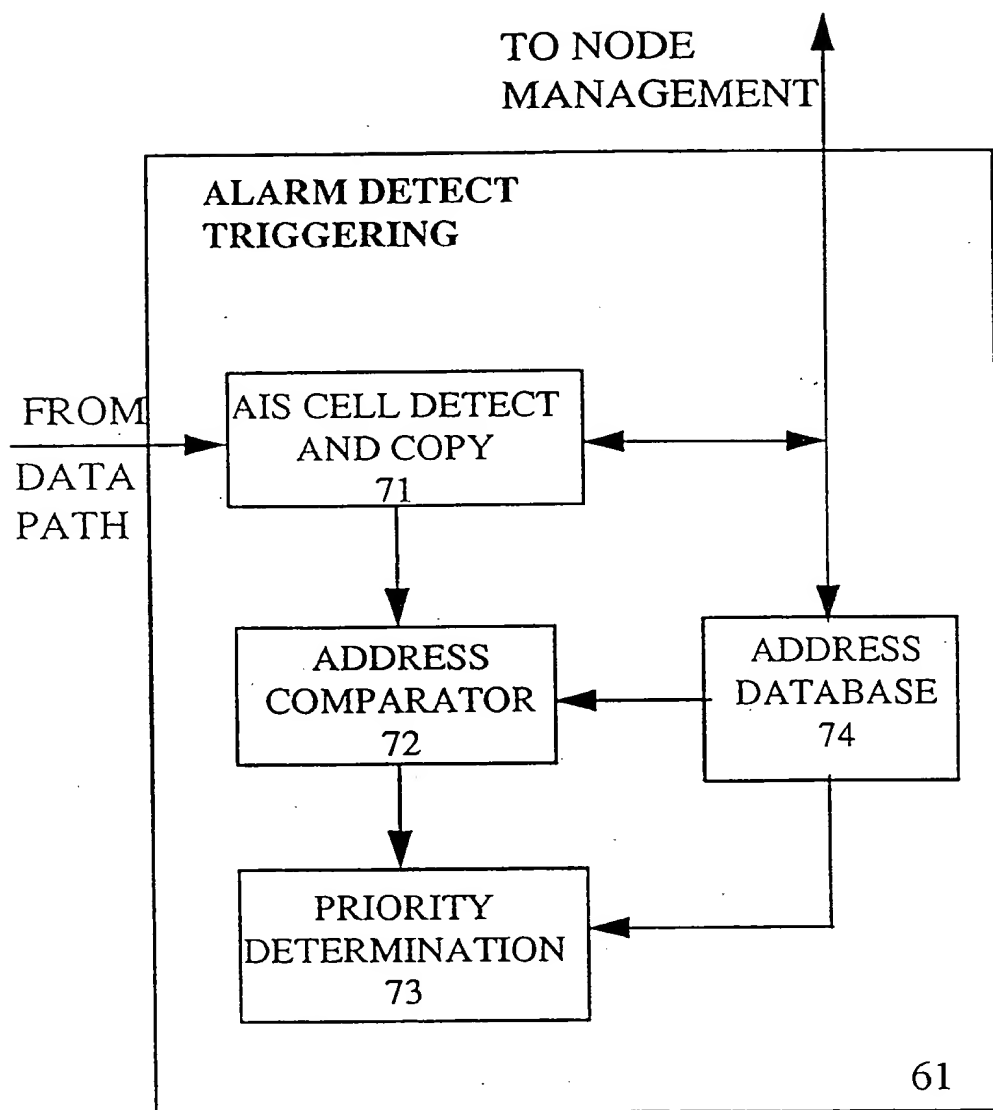 TO NODE
MANAGEMENT
ALARM DETECT
TRIGGERING
FROM
DATA
PATH
AIS CELL DETECT
AND COPY
71
ADDRESS
COMPARATOR
72
ADDRESS
DATABASE
74
PRIORITY
DETERMINATION
73
61